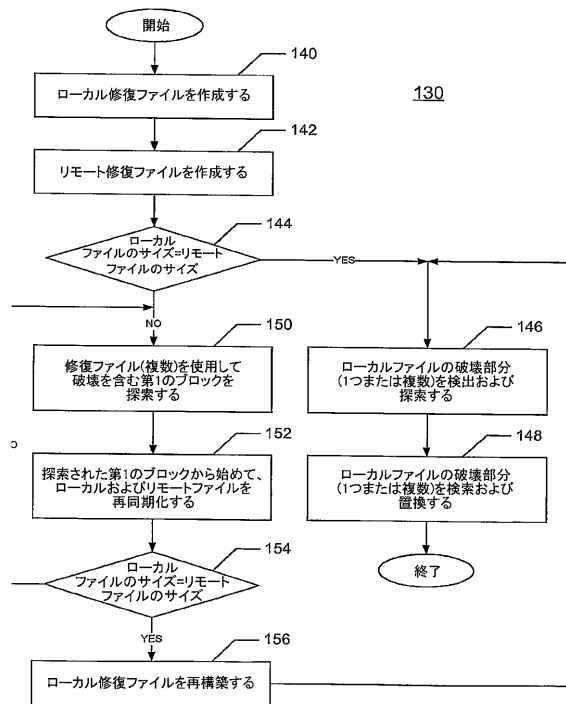 開始
140
ローカル修復ファイルを作成する
130
142
リモート修復ファイルを作成する
144
ローカル
ファイルのサイズ=リモート
ファイルのサイズ
YES
NO
150
修復ファイル(複数)を使用して
破壊を含む第1のブロックを
探索する
146
ローカルファイルの破壊部分
(1つまたは複数)を検出および
探索する
152
探索された第1のブロックから始めて、
ローカルおよびリモートファイルを
再同期化する
148
ローカルファイルの破壊部分
(1つまたは複数)を検索および
置換する
154
ローカル
ファイルのサイズ=リモート
ファイルのサイズ
終了
YES
156
ローカル修復ファイルを再構築する